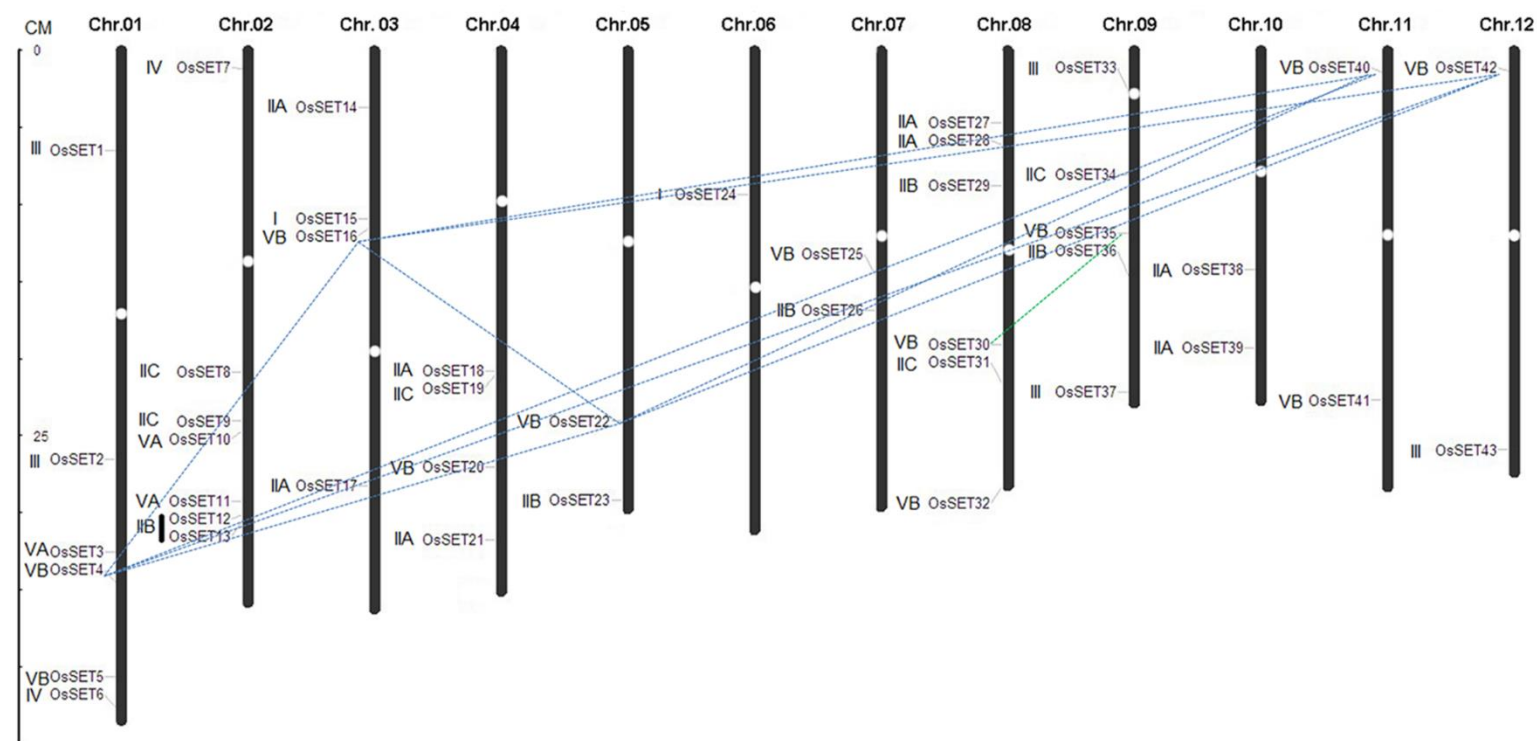 CM Chr.01 Chr.02 Chr.03 Chr.04 Chr.05 Chr.06 Chr.07 Chr.08 Chr.09 Chr.10 Chr.11 Chr.12
0
IV OsSET7
III OsSET33
VB OsSET40
VB OsSET42
IIA OsSET14
IIA OsSET27
IIA OsSET28
III OsSET1
IIC OsSET34
IIB OsSET29
I OsSET24
I OsSET15
VB OsSET16
VB OsSET35
IIB OsSET36
VB OsSET25
IIA OsSET38
IIB OsSET26
VB OsSET30
IIA OsSET39
IIC OsSET31
IIC OsSET8
IIA OsSET18
IIC OsSET19
III OsSET37
VB OsSET41
IIC OsSET9
VB OsSET22
25
VA OsSET10
III OsSET43
III OsSET2
VB OsSET20
IIA OsSET17
VA OsSET11
IIB OsSET23
VB OsSET32
OsSET12
IIB
OsSET13
IIA OsSET21
VA OsSET3
VB OsSET4
VB OsSET5
IV OsSET6